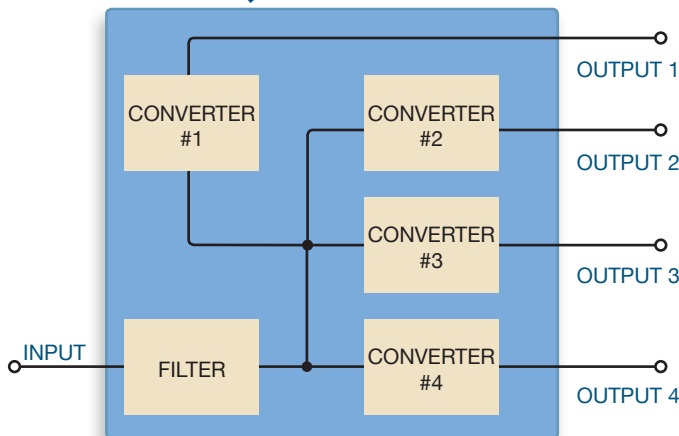 OUTPUT 1
CONVERTER
#1
CONVERTER
#2
OUTPUT 2
CONVERTER
#3
OUTPUT 3
INPUT
FILTER
CONVERTER
#4
OUTPUT 4